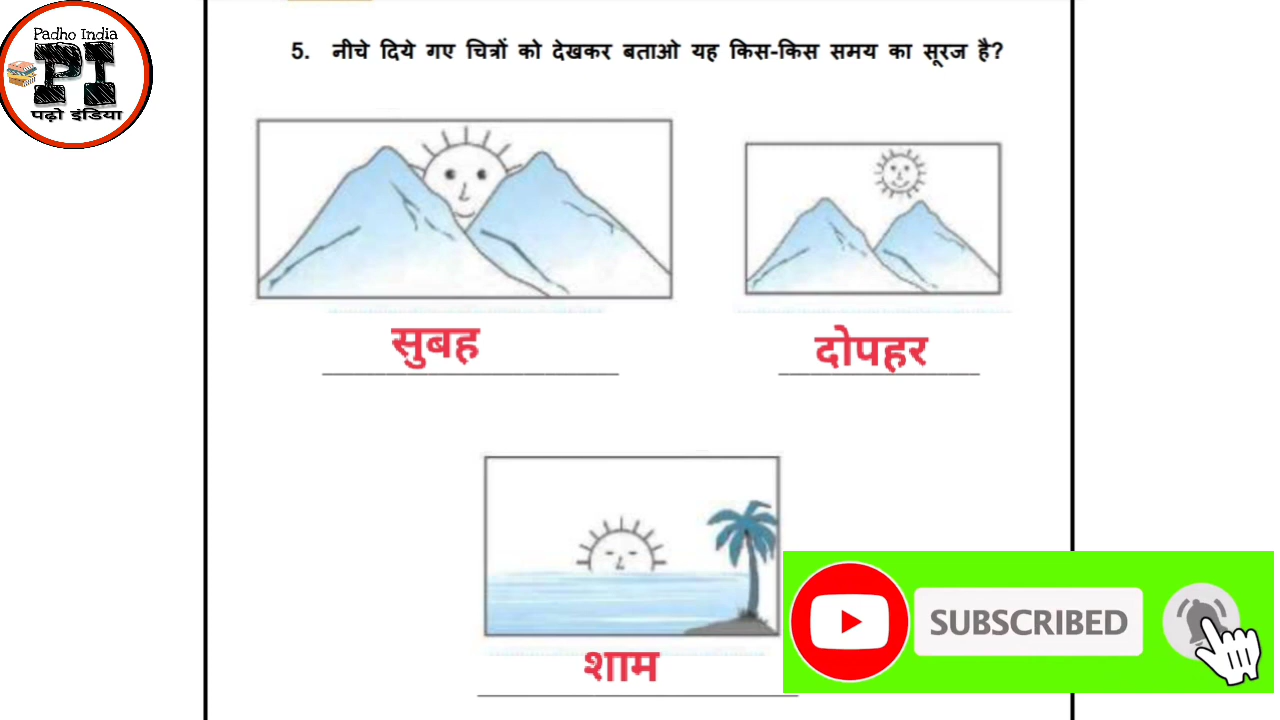 Padho India
PI
पढ़ो इंडिया
5. नीचे दिये गए चित्रों को देखकर बताओ यह किस-किस समय का सूरज है?
सुबह
दोपहर
शाम
SUBSCRIBED